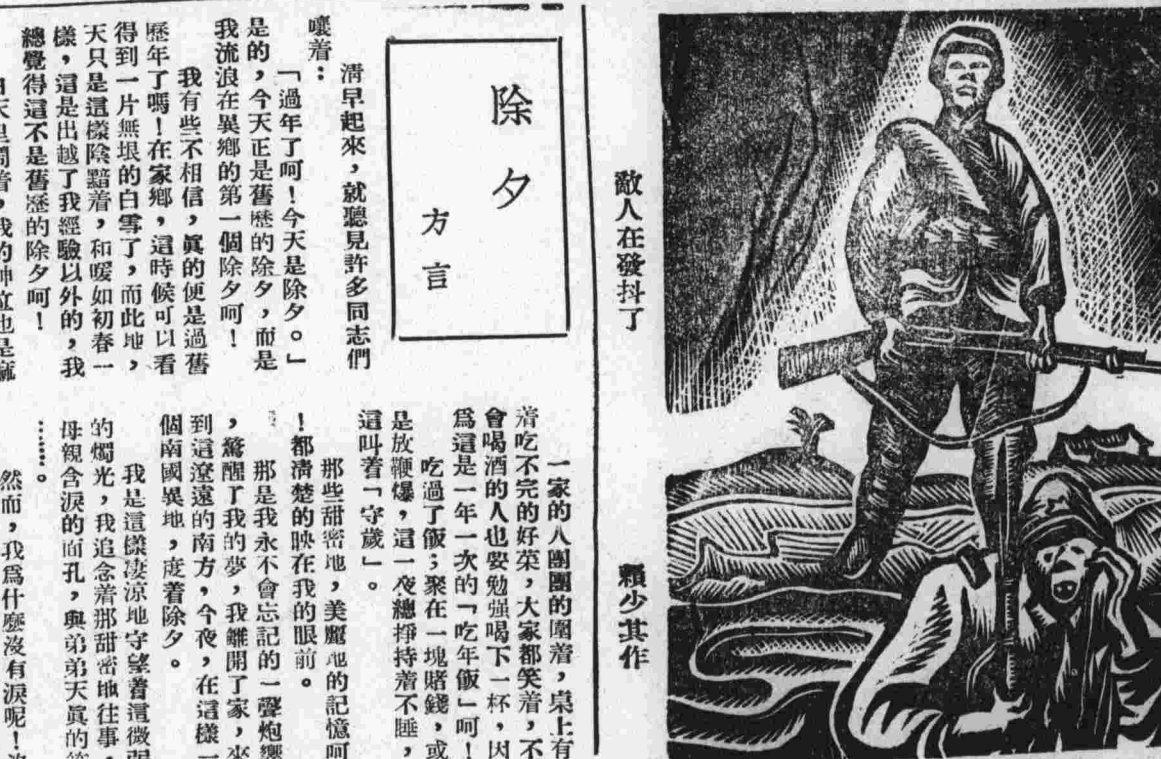 敵人在發抖了
賴少其作
除夕
方言
清早起來，就聽見許多同志們
嚷着：
「過年了呵！今天是除夕。」
是的，今天正是舊歷的除夕，而是
我流浪在異鄉的第一個除夕呵！
我有些不相信，眞的便是過舊
歷年了嗎！在家鄉，這時候可以看
得到一片無垠的白雪了，而此地，
天只是這樣陰黯着，和暖如初春一
樣，這是出越了我經驗以外的，我
總覺得這不是舊歷的除夕呵！
天里鬧着，我的神也是
一家的人團團的圍着，桌上有
着吃不完的好菜，大家都笑着，不
會喝酒的人也要勉强喝下一杯，因
爲這是一年一次的「吃年飯」呵！
吃過了飯；聚在一塊賭錢，或
是放鞭爆，這一夜總掙持着不睡，
這叫着「守歲」。
那些甜密地，美麗地的記憶呵
！都淸楚的映在我的眼前。
那是我永不會忘記的一聲炮響
，驚醒了我的夢，我離開了家，來
到這遼遠的南方，今夜，在這樣一
個南國異地，度着除夕。
我是這樣凄涼地守望着這微弱
的燭光，我追念着那甜密地往事，
母親含淚的面孔，與弟弟天眞的
……。
然而，我爲什麼沒有淚呢！